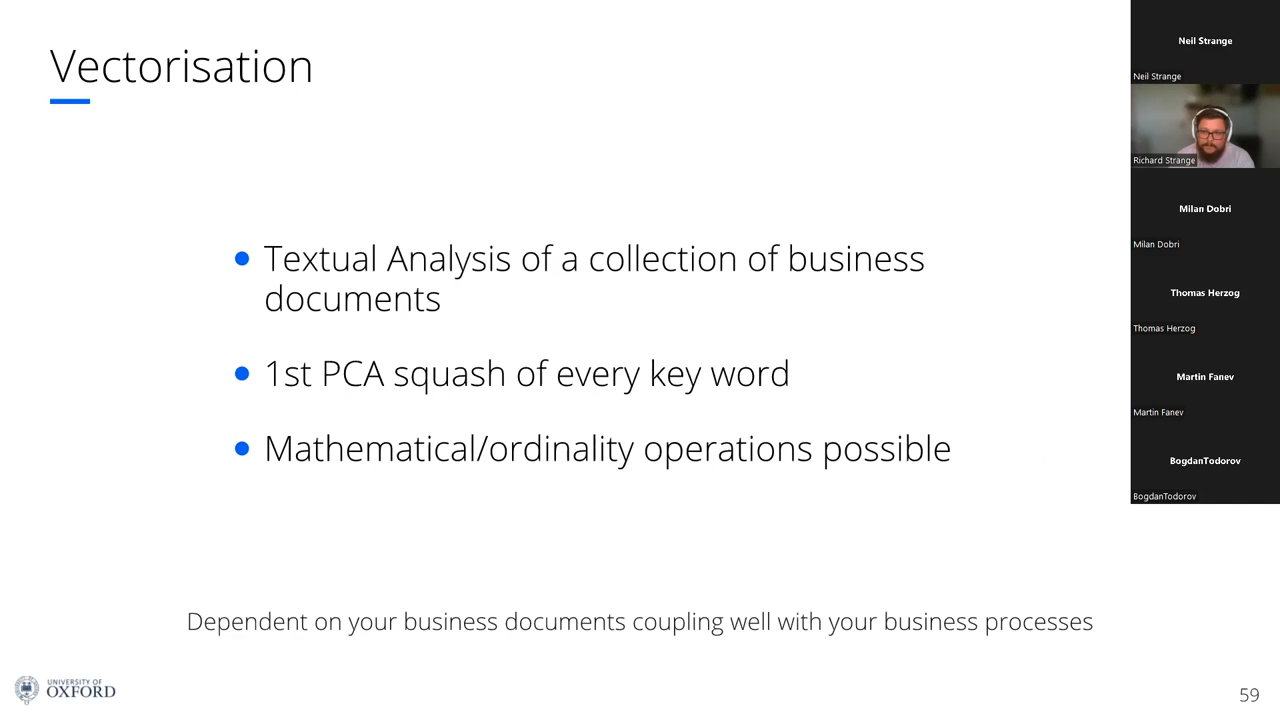 Vectorisation
Textual Analysis of a collection of business
documents
1st PCA squash of every key word
Mathematical/ordinality operations possible
Dependent on your business documents coupling well with your business processes
UNIVERSITY OF
OXFORD
59
Neil Strange
Neil Strange
Richard Strange
Milan Dobri
Milan Dobri
Thomas Herzog
Thomas Herzog
Martin Fanev
Martin Fanev
BogdanTodorov
BogdanTodorov